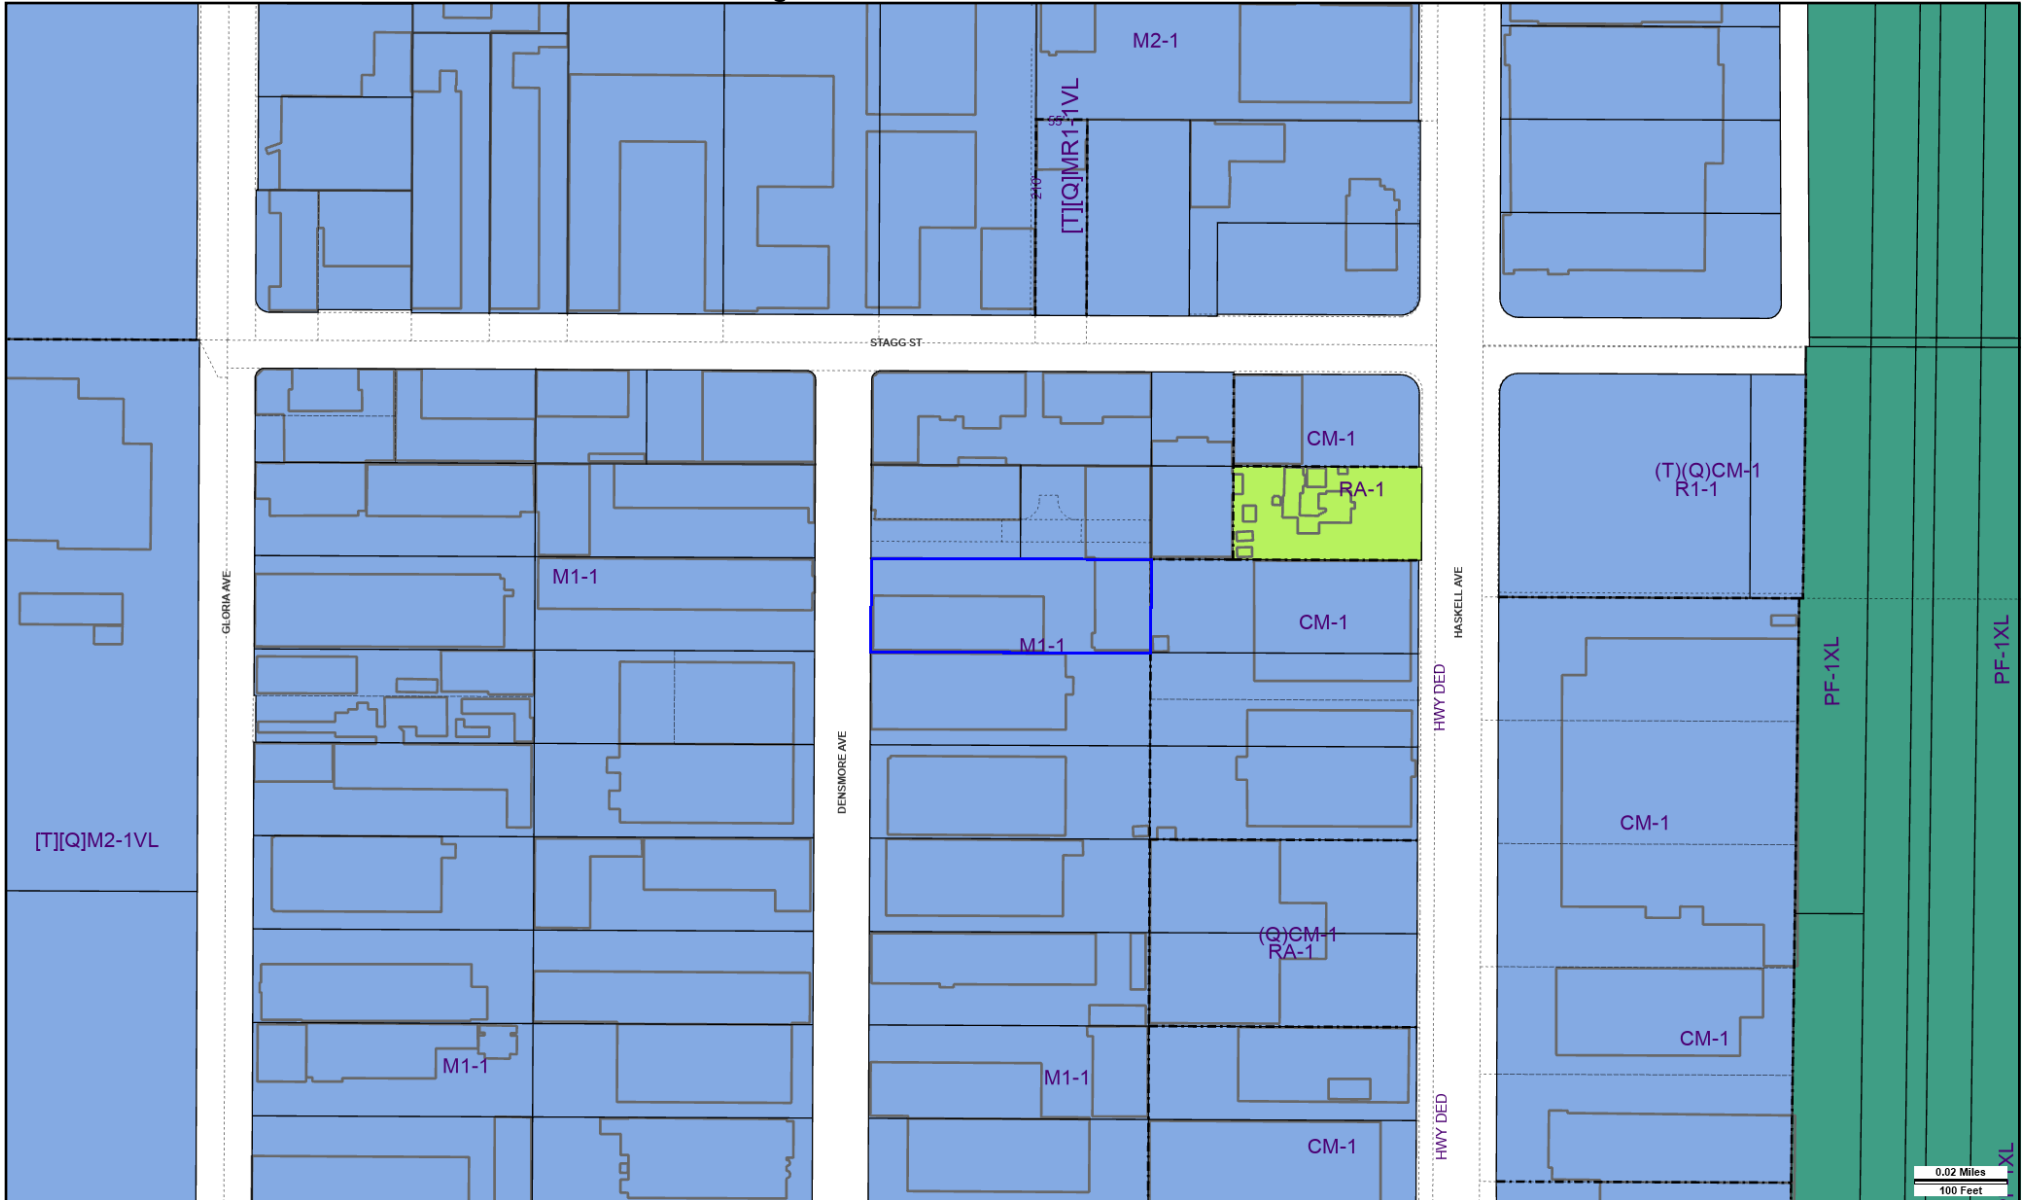 M2-1
[T][Q]MR1-1VL
55'
210'
STAGG ST
CM-1
RA-1
(T)(Q)CM-1
R1-1
GLORIA AVE
M1-1
M1-1
CM-1
HASKELL AVE
HWY DED
PF-1XL
PF-1XL
DENSMORE AVE
[T][Q]M2-1VL
CM-1
(Q)CM-1
RA-1
M1-1
M1-1
CM-1
HWY DED
CM-1
0.02 Miles
100 Feet